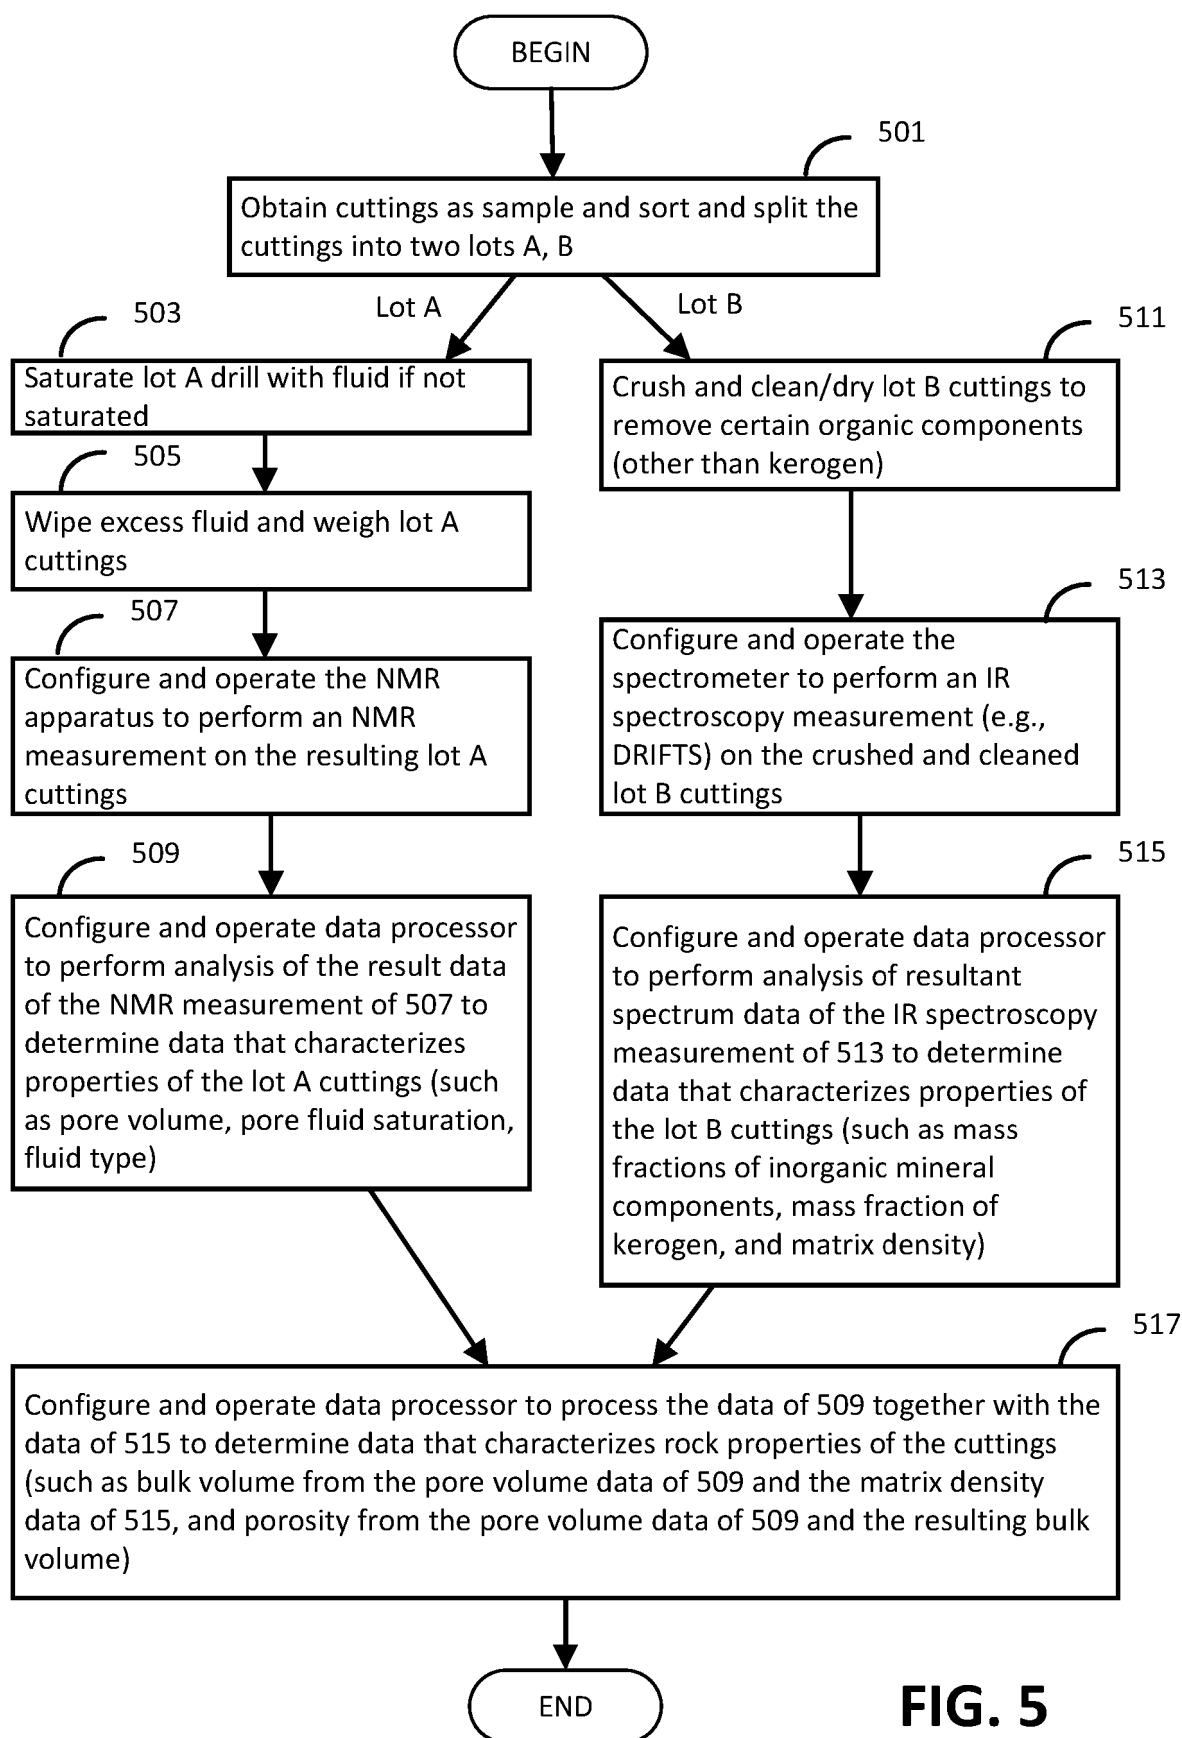 BEGIN
501
Obtain cuttings as sample and sort and split the
cuttings into two lots A, B
Lot A
Lot B
503
Saturate lot A drill with fluid if not
saturated
505
Wipe excess fluid and weigh lot A
cuttings
507
Configure and operate the NMR
apparatus to perform an NMR
measurement on the resulting lot A
cuttings
509
Configure and operate data processor
to perform analysis of the result data
of the NMR measurement of 507 to
determine data that characterizes
properties of the lot A cuttings (such
as pore volume, pore fluid saturation,
fluid type)
511
Crush and clean/dry lot B cuttings to
remove certain organic components
(other than kerogen)
513
Configure and operate the
spectrometer to perform an IR
spectroscopy measurement (e.g.,
DRIFTS) on the crushed and cleaned
lot B cuttings
515
Configure and operate data processor
to perform analysis of resultant
spectrum data of the IR spectroscopy
measurement of 513 to determine
data that characterizes properties of
the lot B cuttings (such as mass
fractions of inorganic mineral
components, mass fraction of
kerogen, and matrix density)
517
Configure and operate data processor to process the data of 509 together with the
data of 515 to determine data that characterizes rock properties of the cuttings
(such as bulk volume from the pore volume data of 509 and the matrix density
data of 515, and porosity from the pore volume data of 509 and the resulting bulk
volume)
END
FIG. 5